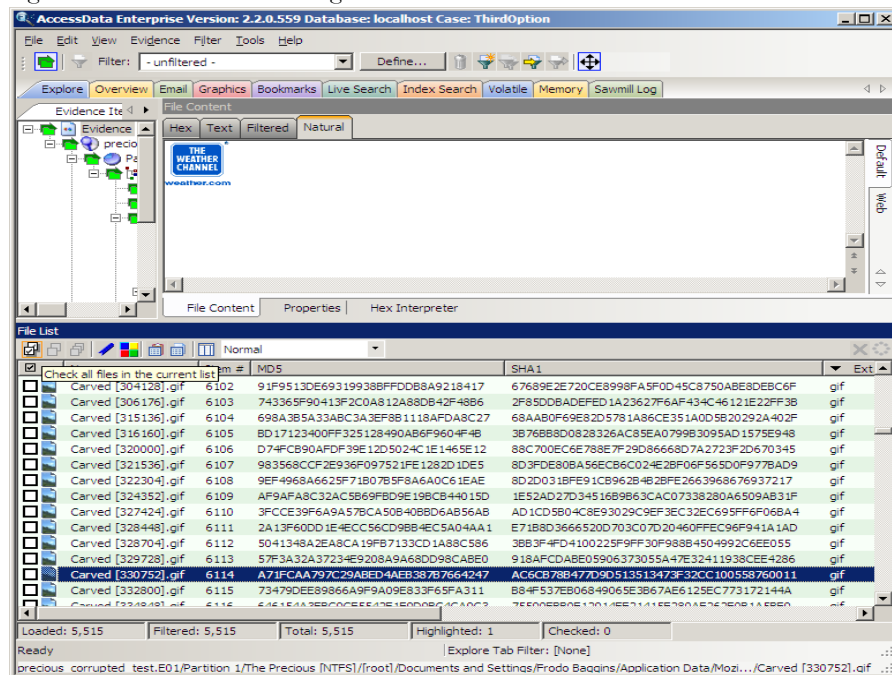 AccessData Enterprise Version: 2.2.0.559 Database: localhost Case: ThirdOption
File Edit View Evidence Filter Tools Help
Filter: - unfiltered - Define...
Explore Overview Email Graphics Bookmarks Live Search Index Search Volatile Memory Sawmill Log
Evidence Ite
File Content
Evidence
Hex Text Filtered Natural
precio
Pa
THE
WEATHER
CHANNEL
weather.com
Default
Web
File Content Properties Hex Interpreter
File List
Normal
Item # MD5 SHA1 Ext
Check all files in the current list
Carved [304128].gif 6102 91F9513DE69319938BFFDDB8A9218417 67689E2E720CE8998FA5F0D45C8750ABE8DEBC6F gif
Carved [306176].gif 6103 743365F90413F2C0A812A88DB42F48B6 2F85DDBADEFED1A23627F6AF434C46121E22FF3B gif
Carved [315136].gif 6104 698A3B5A33ABC3A3EF8B1118AFDA8C27 68AAB0F69E82D5781A86CE351A0D5B20292A402F gif
Carved [316160].gif 6105 BD17123400FF325128490AB6F9604F4B 3B76BB8D0828326AC85EA0799B3095AD1575E948 gif
Carved [320000].gif 6106 D74FCB90AFDF39E12D5024C1E1465E12 88C700EC6E788E7F29D86668D7A2723F2D670345 gif
Carved [321536].gif 6107 983568CCF2E936F097521FE1282D1DE5 8D3FDE80BA56ECB6C024E2BF06F565D0F977BAD9 gif
Carved [322304].gif 6108 9EF4968A6625F71B07B5F8A6A0C61EAE 8D2D031BFE91CB962B4B2BFE2663968676937217 gif
Carved [324352].gif 6109 AF9AFA8C32AC5B69FBD9E19BCB44015D 1E52AD27D34516B9B63CAC07338280A6509AB31F gif
Carved [327424].gif 6110 3FCCE39F6A9A57BCA50B40BBD6AB56AB AD1CD5B04C8E93029C9EF3EC32EC695FF6F06BA4 gif
Carved [328448].gif 6111 2A13F60DD1E4ECC56CD9BB4EC5A04AA1 E71B8D3666520D703C07D20460FFEC96F941A1AD gif
Carved [328704].gif 6112 5041348A2EA8CA19FB7133CD1A88C586 3BB3F4FD4100225F9FF30F988B4504992C6EE055 gif
Carved [329728].gif 6113 57F3A32A37234E9208A9A68DD98CABE0 918AFCDABE05906373055A47E32411938CEE4286 gif
Carved [330752].gif 6114 A71FCAA797C29ABED4AEB387B7664247 AC6CB78B477D9D513513473F32CC100558760011 gif
Carved [332800].gif 6115 73479DEE89866A9F9A09E833F65FA311 B84F537EB06849065E3B67AE6125EC773172144A gif
Loaded: 5,515 Filtered: 5,515 Total: 5,515 Highlighted: 1 Checked: 0
Ready Explore Tab Filter: [None]
precious_corrupted_test.E01/Partition 1/The Precious [NTFS]/[root]/Documents and Settings/Frodo Baggins/Application Data/Mozi.../Carved [330752].gif